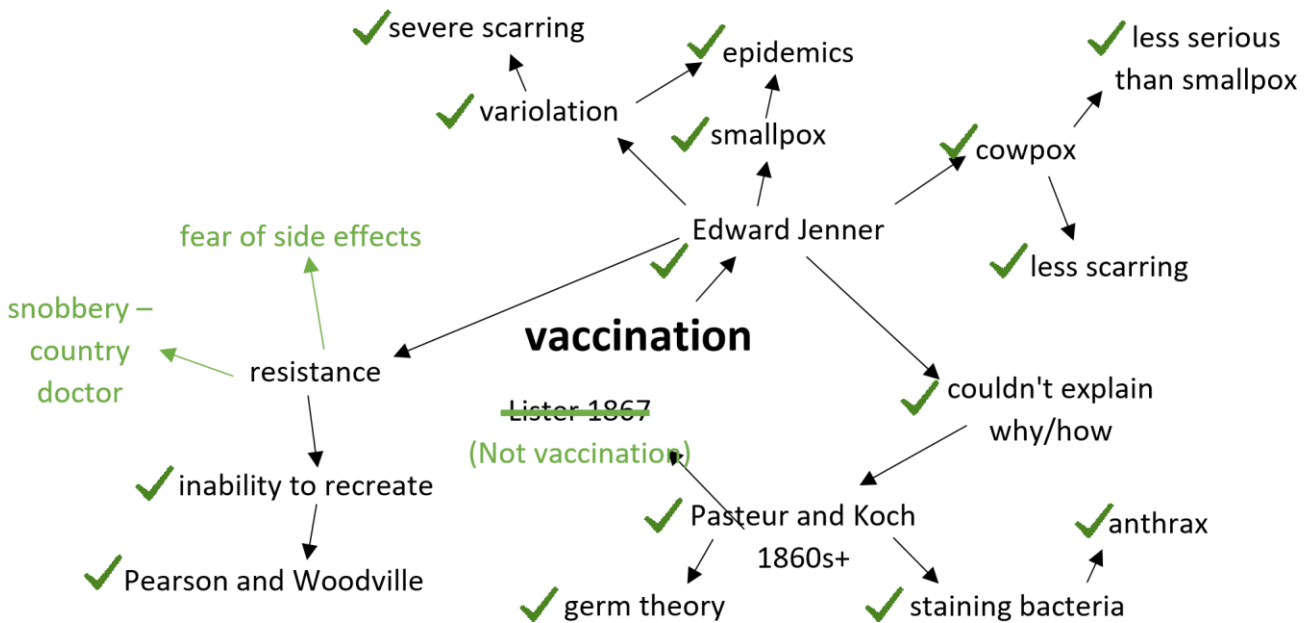 severe scarring
epidemics
less serious
than smallpox
variolation
smallpox
cowpox
Edward Jenner
fear of side effects
less scarring
snobbery –
country
doctor
vaccination
resistance
couldn't explain
why/how
Lister 1867
(Not vaccination)
inability to recreate
Pasteur and Koch
1860s+
anthrax
Pearson and Woodville
germ theory
staining bacteria